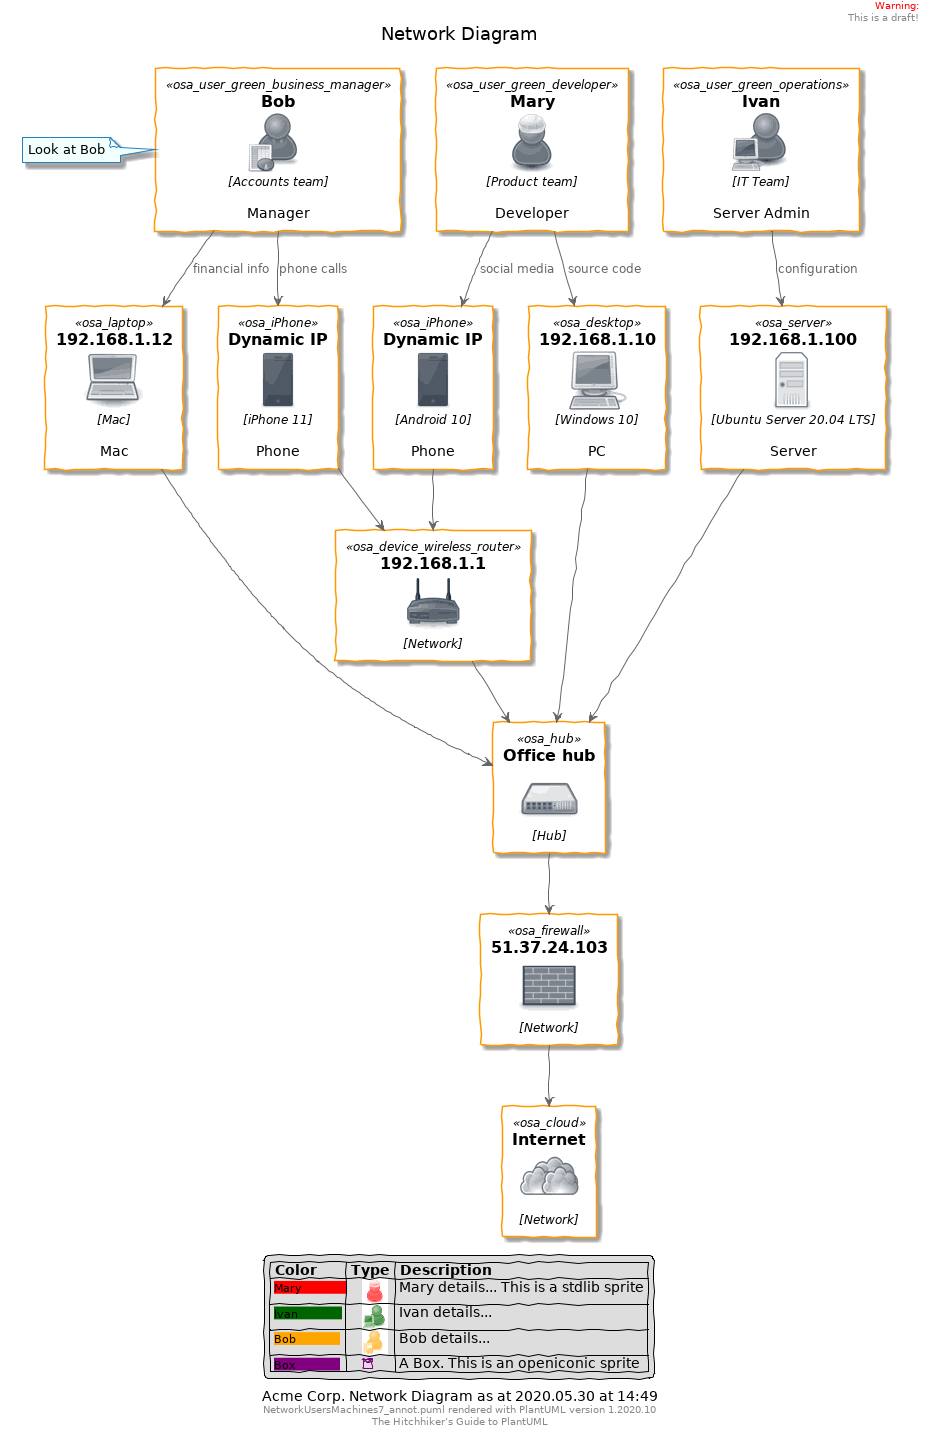 Warning:
This is a draft!
Network Diagram
«osa_user_green_business_manager»
Bob
[Accounts team]
Manager
«osa_user_green_developer»
Mary
[Product team]
Developer
«osa_user_green_operations»
Ivan
[IT Team]
Server Admin
Look at Bob
financial info
phone calls
social media
source code
configuration
«osa_laptop»
192.168.1.12
[Mac]
Mac
«osa_iPhone»
Dynamic IP
[iPhone 11]
Phone
«osa_iPhone»
Dynamic IP
[Android 10]
Phone
«osa_desktop»
192.168.1.10
[Windows 10]
PC
«osa_server»
192.168.1.100
[Ubuntu Server 20.04 LTS]
Server
«osa_device_wireless_router»
192.168.1.1
[Network]
«osa_hub»
Office hub
[Hub]
«osa_firewall»
51.37.24.103
[Network]
«osa_cloud»
Internet
[Network]
Color Type Description
Mary Mary details... This is a stdlib sprite
Ivan Ivan details...
Bob Bob details...
Box A Box. This is an openiconic sprite
Acme Corp. Network Diagram as at 2020.05.30 at 14:49
NetworkUsersMachines7_annot.puml rendered with PlantUML version 1.2020.10
The Hitchhiker's Guide to PlantUML